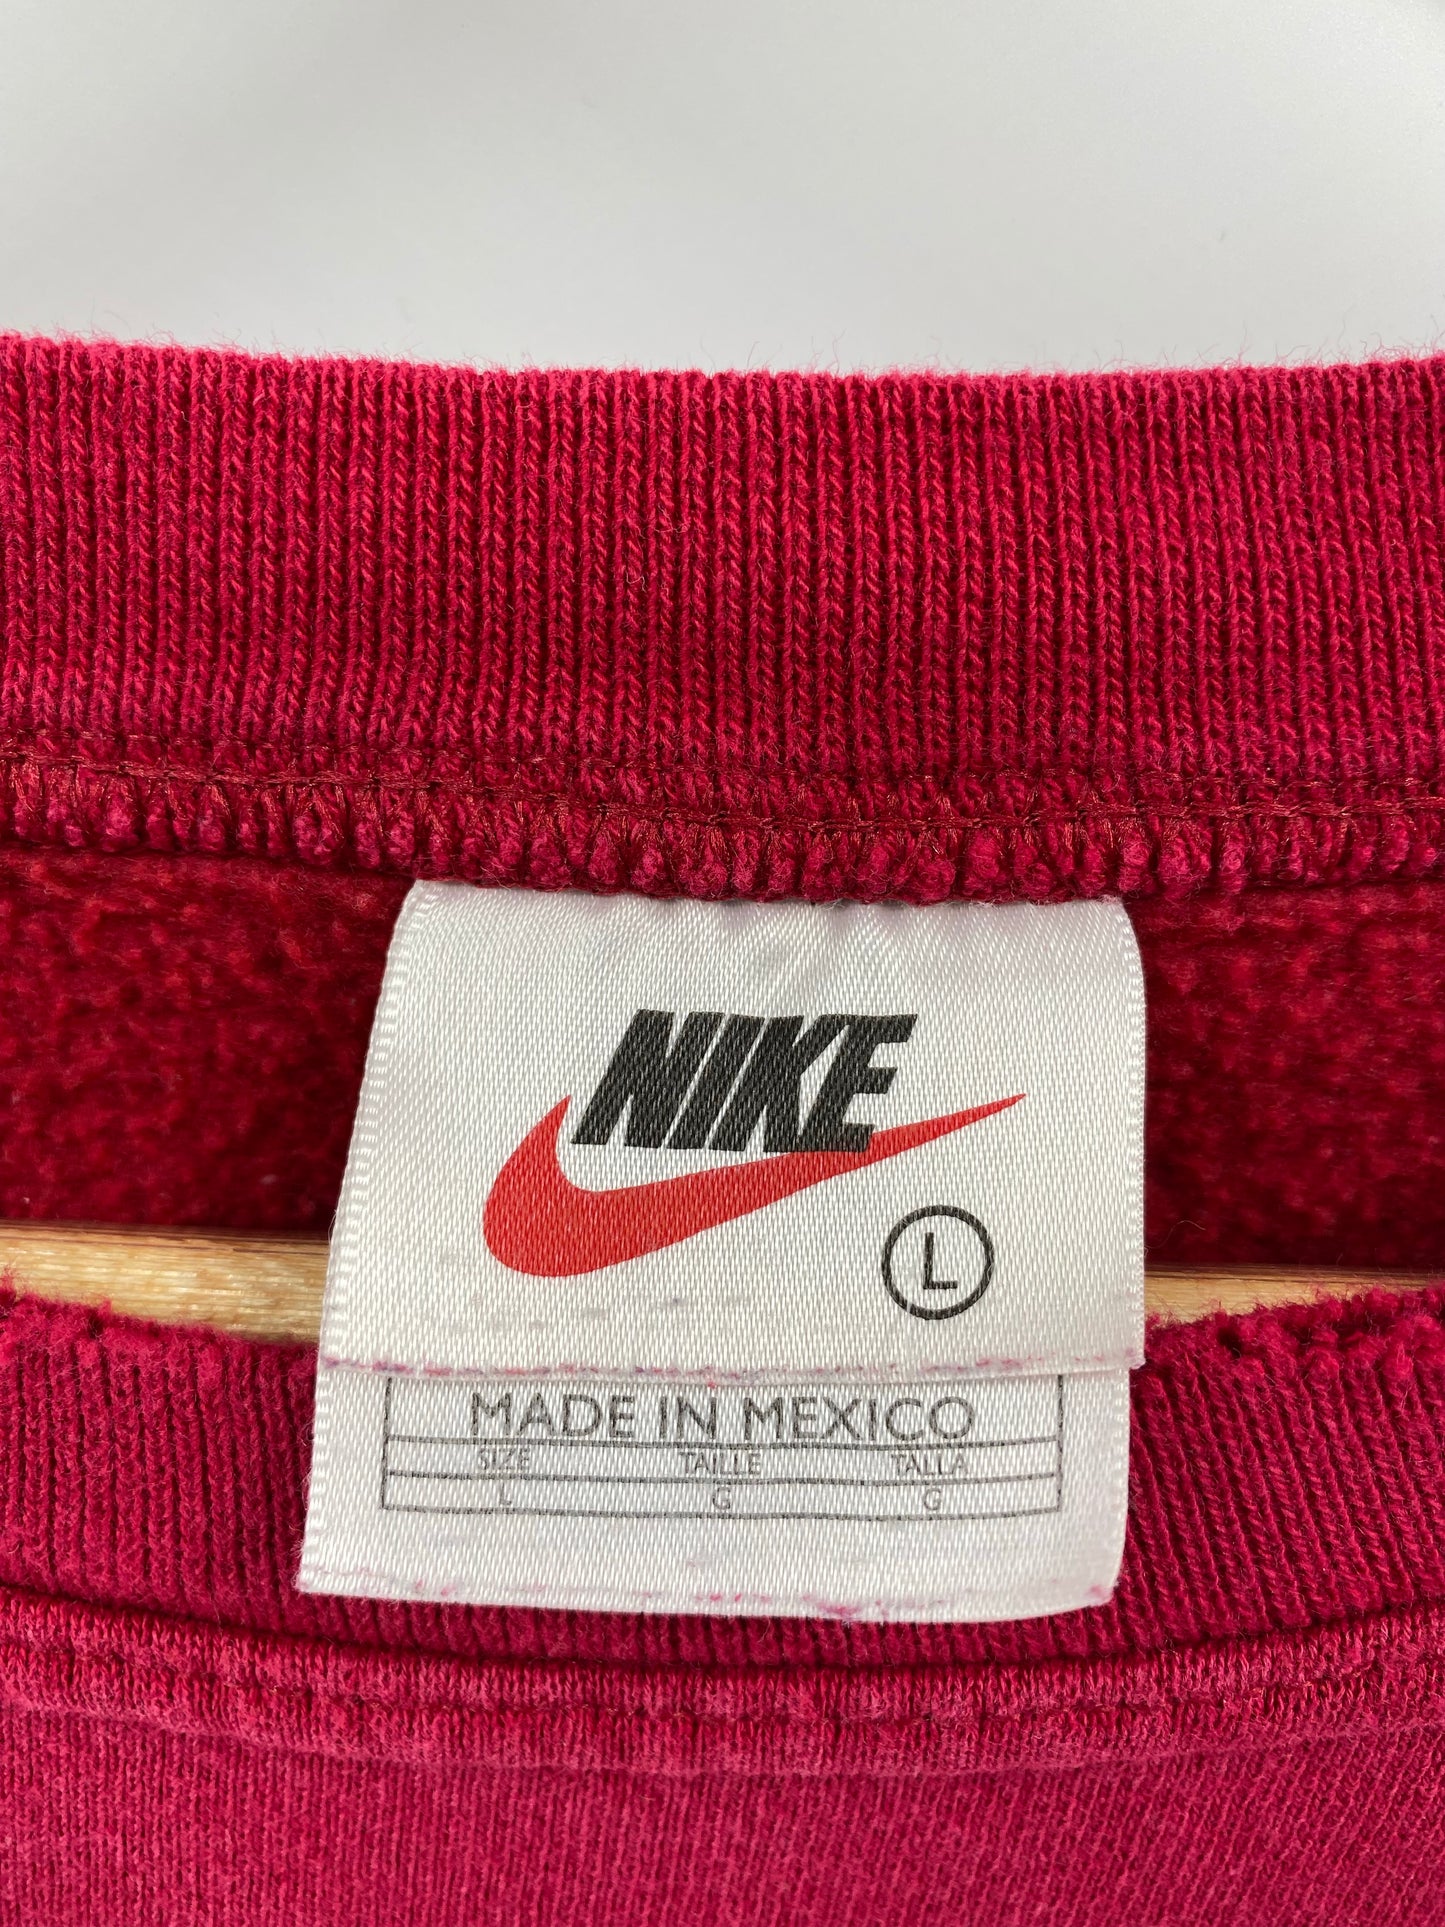 NIKE
L
MADE IN MEXICO
SIZE TAILLE TALLA
L G G